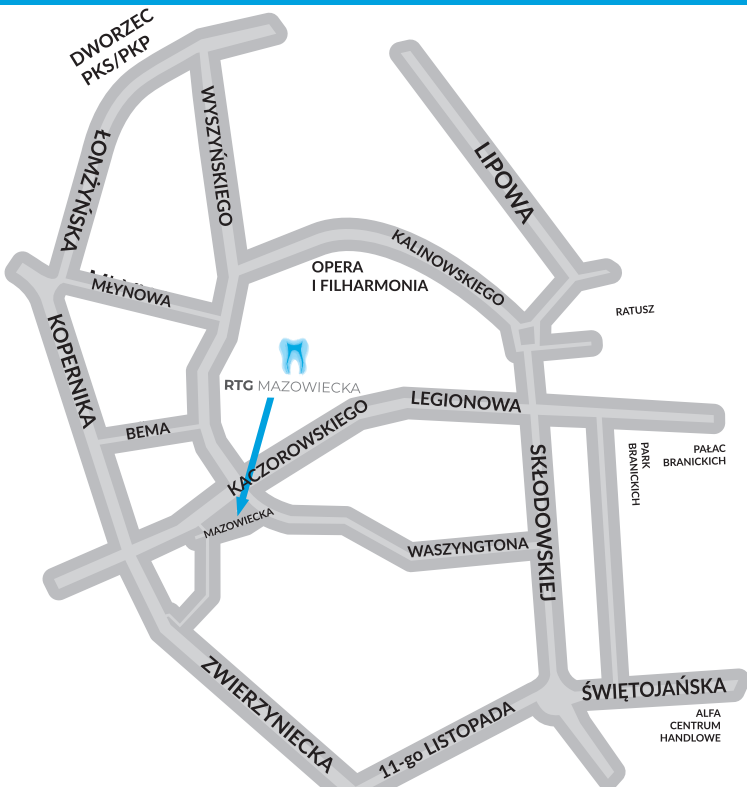 DWORZEC
PKS/PKP
WYSZYŃSKIEGO
ŁOMŻYŃSKA
LIPOWA
KALINOWSKIEGO
OPERA
I FILHARMONIA
MŁYNOWA
RATUSZ
KOPERNIKA
RTG MAZOWIECKA
LEGIONOWA
KACZOROWSKIEGO
BEMA
PARK
BRANICKICH
PAŁAC
BRANICKICH
SKŁODOWSKIEJ
MAZOWIECKA
WASZYNGTONA
ZWIERZYNIECKA
11-go LISTOPADA
ŚWIĘTOJAŃSKA
ALFA
CENTRUM
HANDLOWE